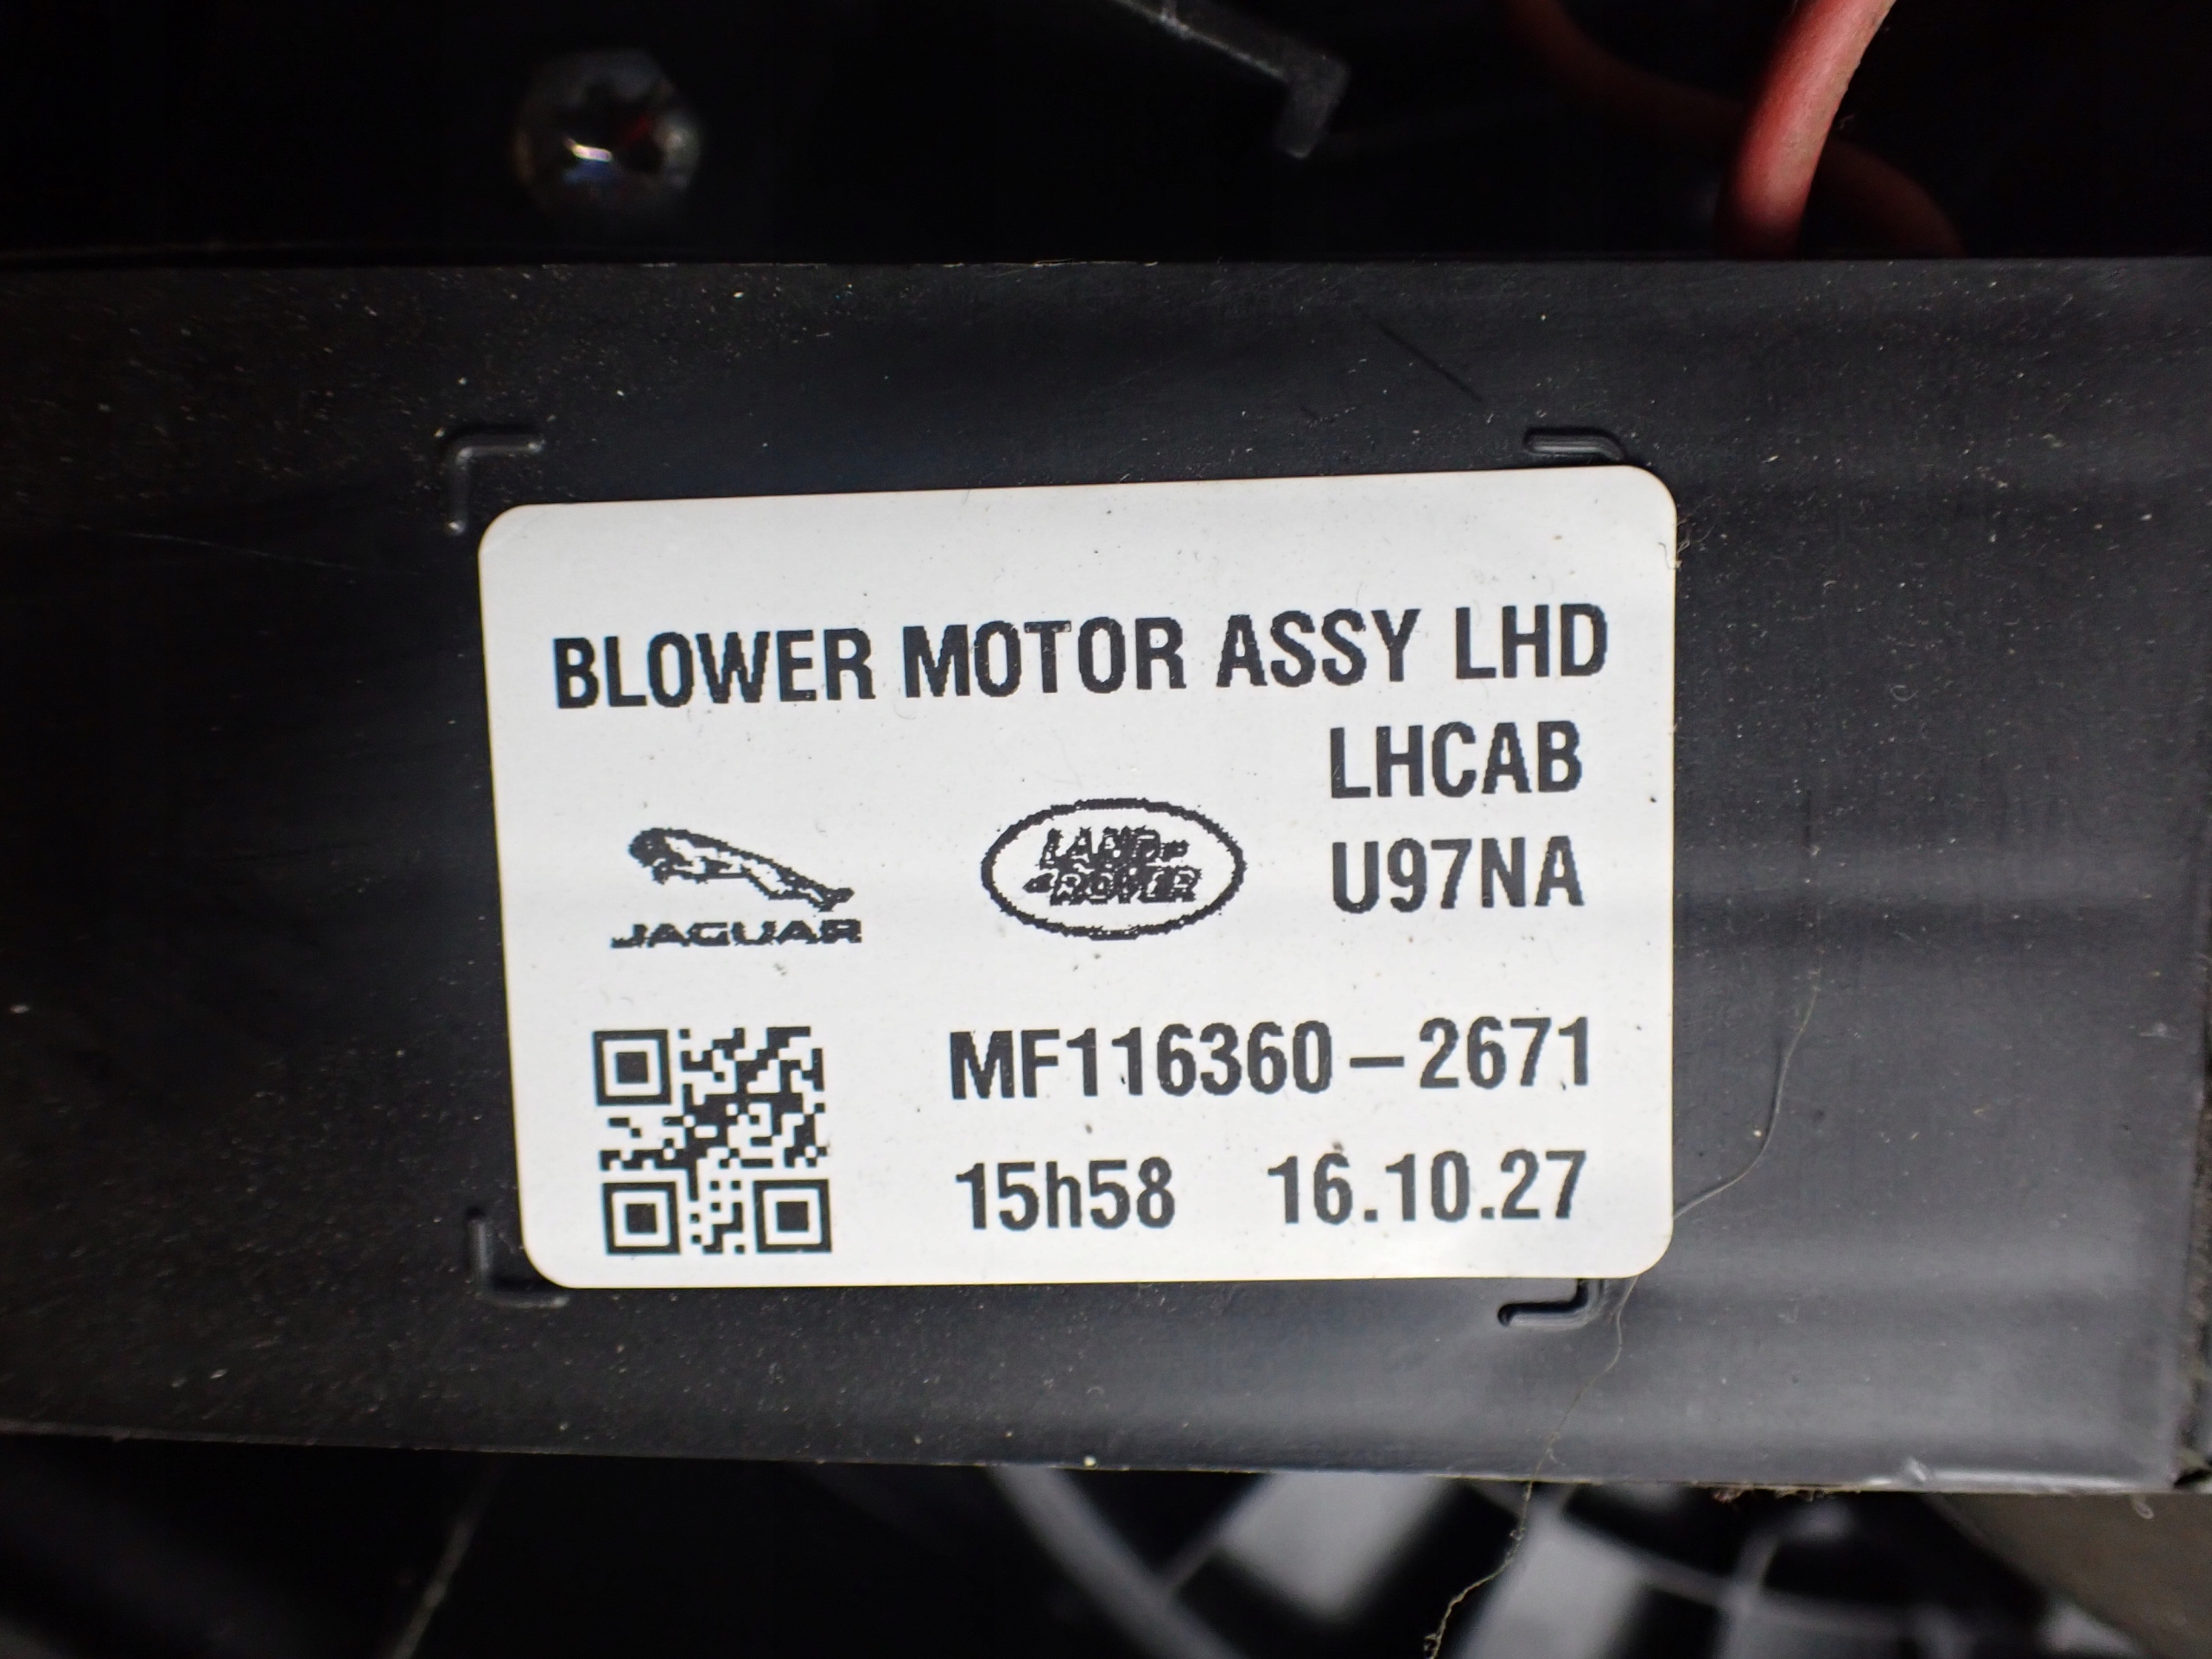 BLOWER MOTOR ASSY LHD
LHCAB
LAND-
ROVER
U97NA
JAGUAR
MF116360-2671
15h58 16.10.27